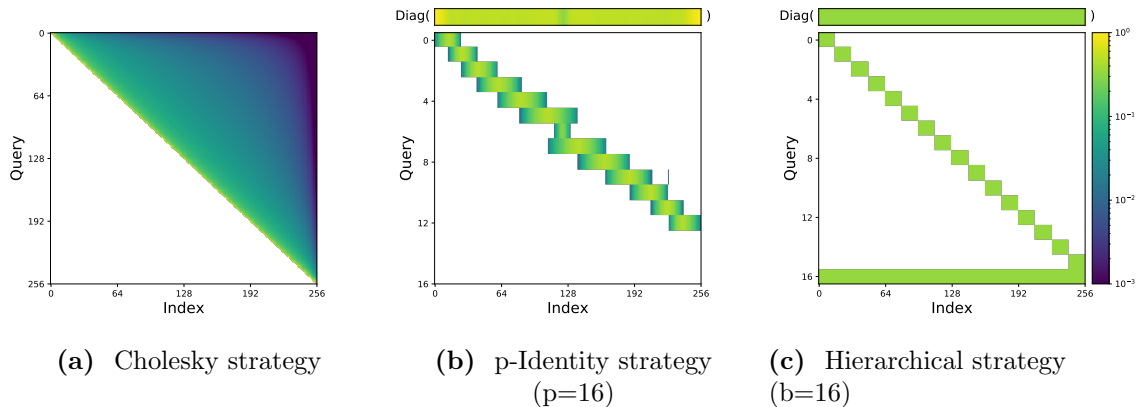 Diag( )
Diag( )
0
64
128
192
256
Query
0 64 128 192 256
Index
0
4
8
12
16
Query
0 64 128 192 256
Index
0
4
8
12
16
Query
0 64 128 192 256
Index
10⁰
10⁻¹
10⁻²
10⁻³
(a) Cholesky strategy
(b) p-Identity strategy
(p=16)
(c) Hierarchical strategy
(b=16)